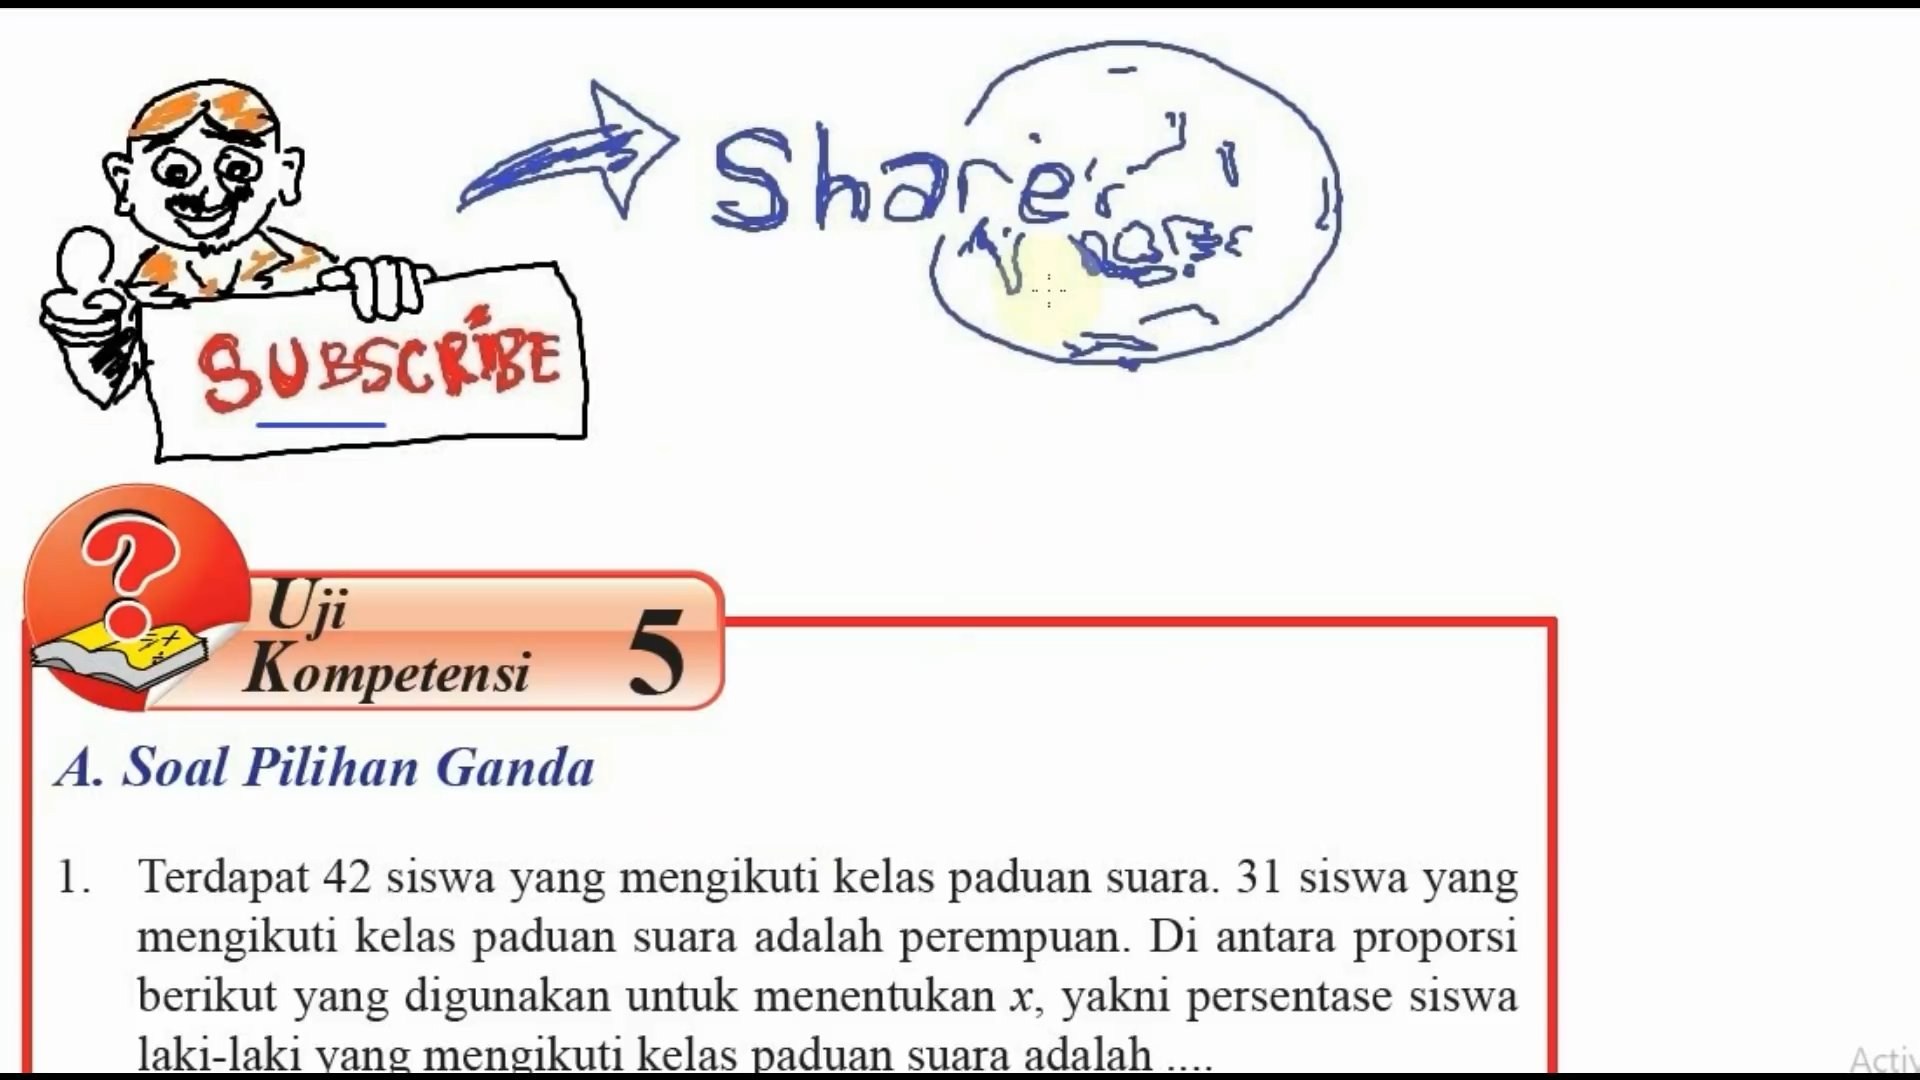 Share
SUBSCRIBE
Uji
Kompetensi 5
A. Soal Pilihan Ganda
1. Terdapat 42 siswa yang mengikuti kelas paduan suara. 31 siswa yang
mengikuti kelas paduan suara adalah perempuan. Di antara proporsi
berikut yang digunakan untuk menentukan x, yakni persentase siswa
laki-laki yang mengikuti kelas paduan suara adalah ....
Activ